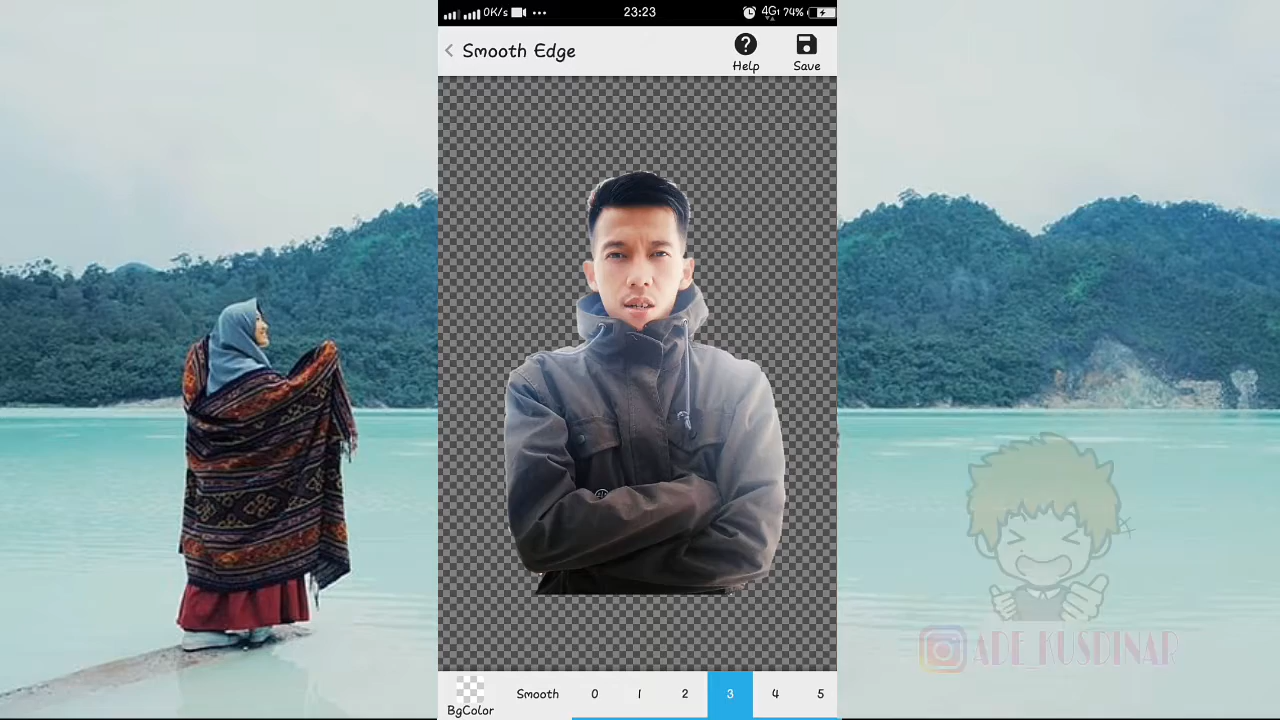 0K/s ... 23:23 4G 74%
Smooth Edge
Help
Save
BgColor
Smooth 0 1 2 3 4 5
ADE_KUSDINAR